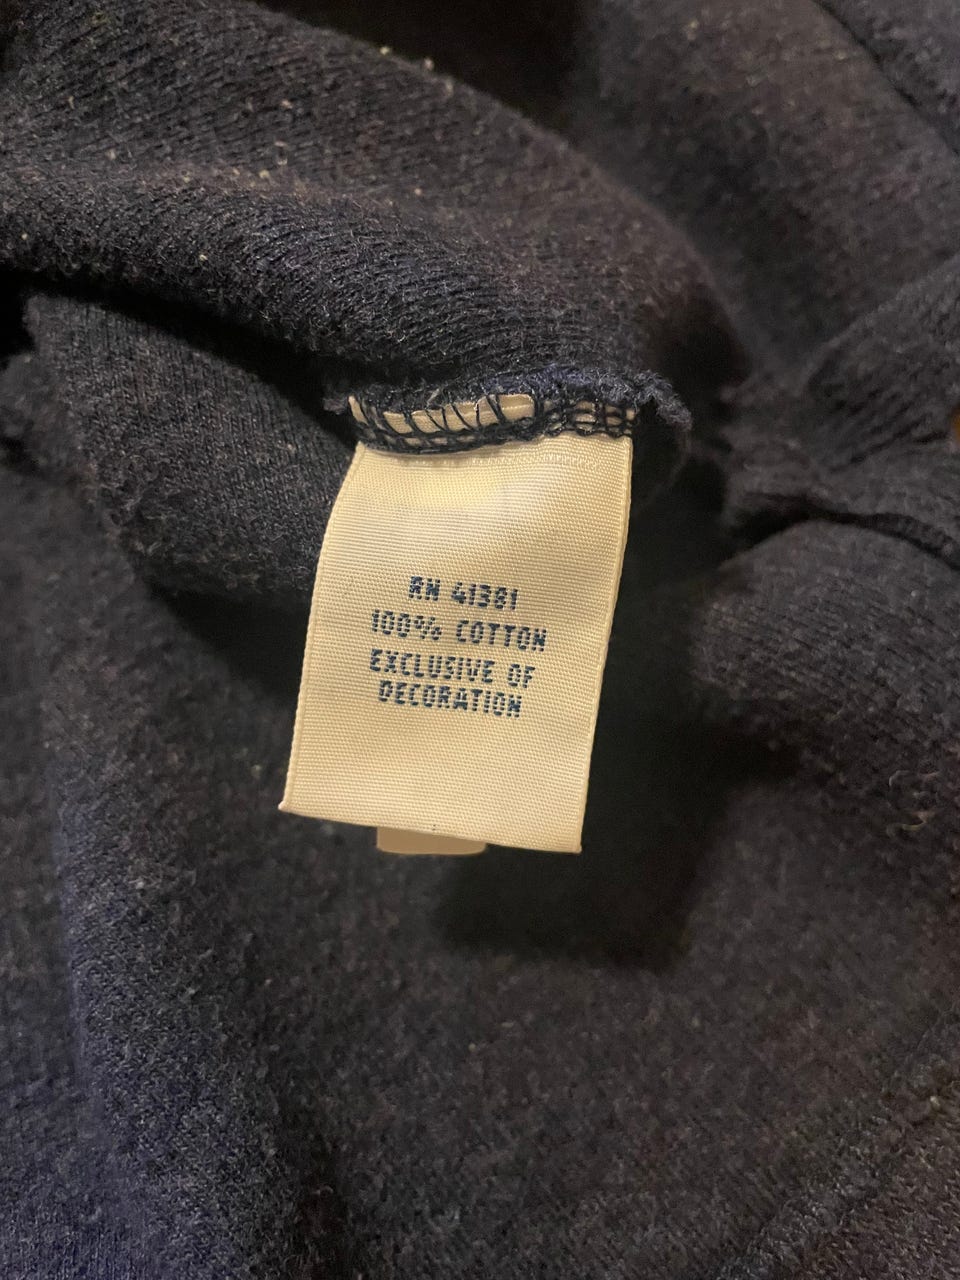 RN 41381
100% COTTON
EXCLUSIVE OF
DECORATION